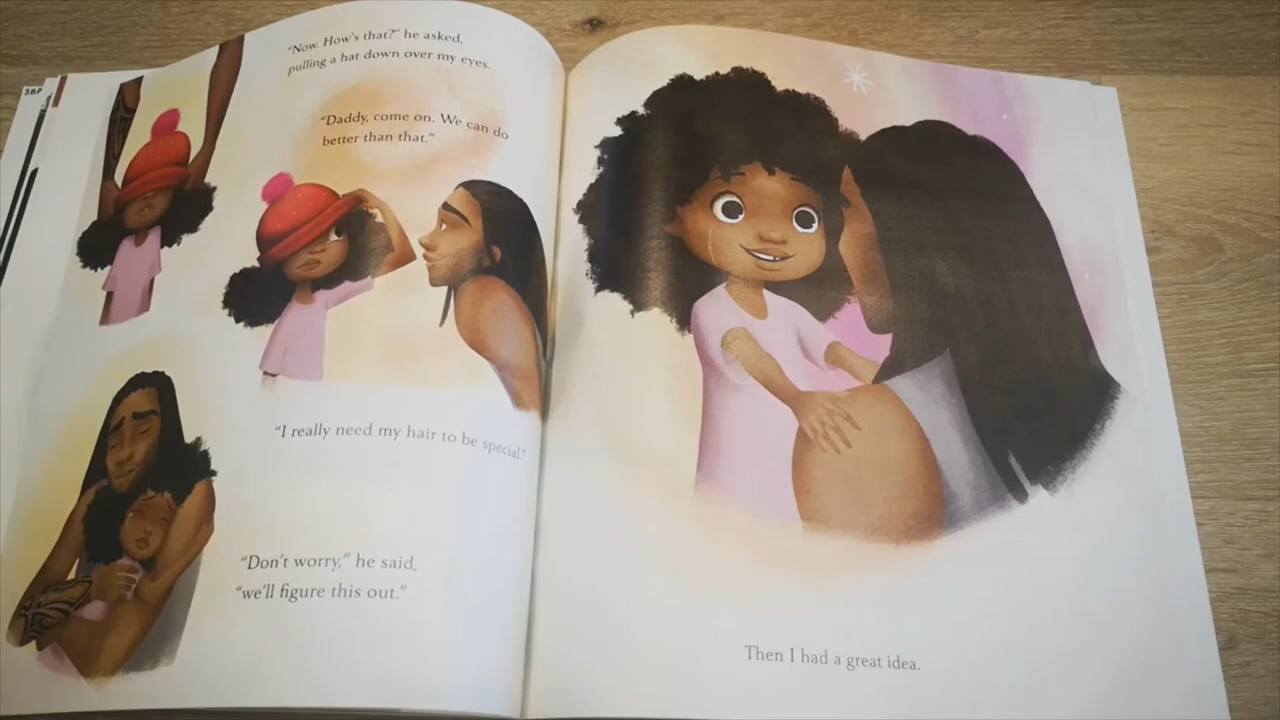 "Now. How's that?" he asked,
pulling a hat down over my eyes.
"Daddy, come on. We can do
better than that."
"I really need my hair to be special."
"Don't worry," he said,
"we'll figure this out."
Then I had a great idea.